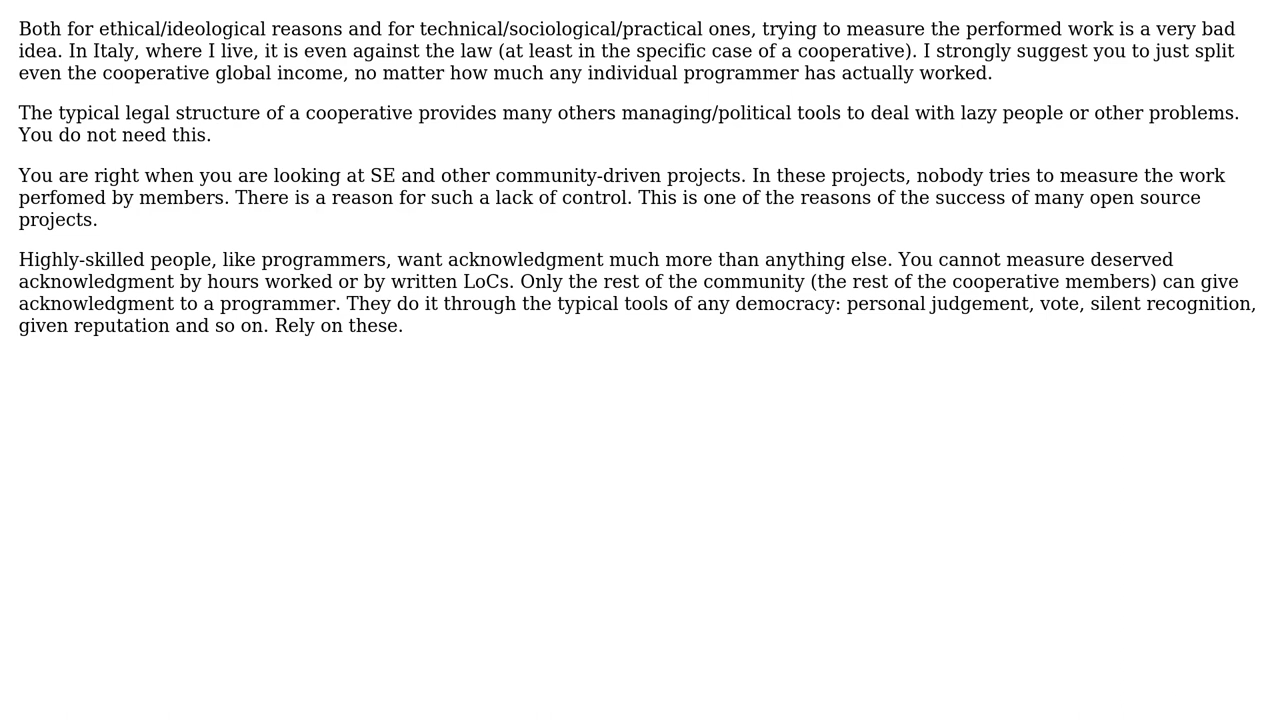 Both for ethical/ideological reasons and for technical/sociological/practical ones, trying to measure the performed work is a very bad
idea. In Italy, where I live, it is even against the law (at least in the specific case of a cooperative). I strongly suggest you to just split
even the cooperative global income, no matter how much any individual programmer has actually worked.
The typical legal structure of a cooperative provides many others managing/political tools to deal with lazy people or other problems.
You do not need this.
You are right when you are looking at SE and other community-driven projects. In these projects, nobody tries to measure the work
perfomed by members. There is a reason for such a lack of control. This is one of the reasons of the success of many open source
projects.
Highly-skilled people, like programmers, want acknowledgment much more than anything else. You cannot measure deserved
acknowledgment by hours worked or by written LoCs. Only the rest of the community (the rest of the cooperative members) can give
acknowledgment to a programmer. They do it through the typical tools of any democracy: personal judgement, vote, silent recognition,
given reputation and so on. Rely on these.